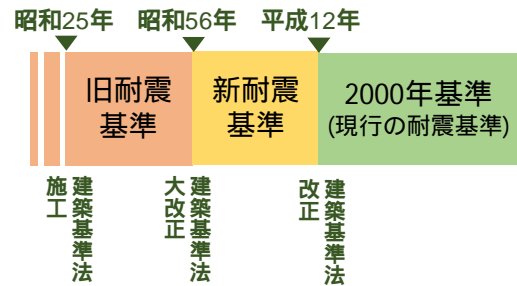 昭和25年
昭和56年
平成12年
旧耐震
基準
新耐震
基準
2000年基準
(現行の耐震基準)
建築基準法
施工
建築基準法
大改正
建築基準法
改正